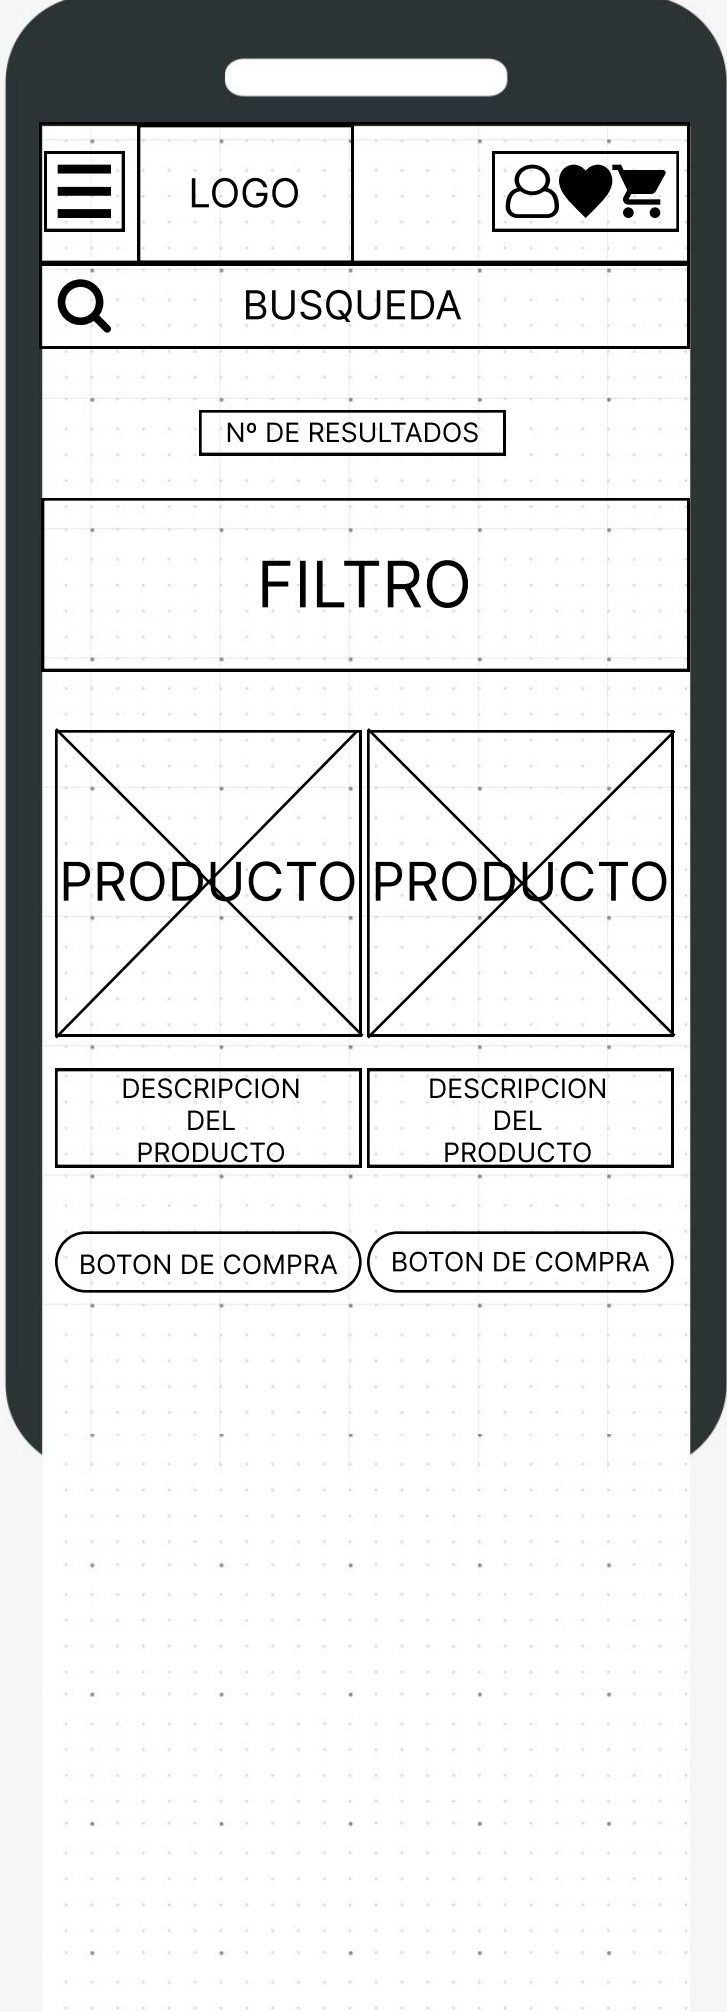 LOGO
BUSQUEDA
Nº DE RESULTADOS
FILTRO
PRODUCTO
PRODUCTO
DESCRIPCION
DEL
PRODUCTO
DESCRIPCION
DEL
PRODUCTO
BOTON DE COMPRA
BOTON DE COMPRA